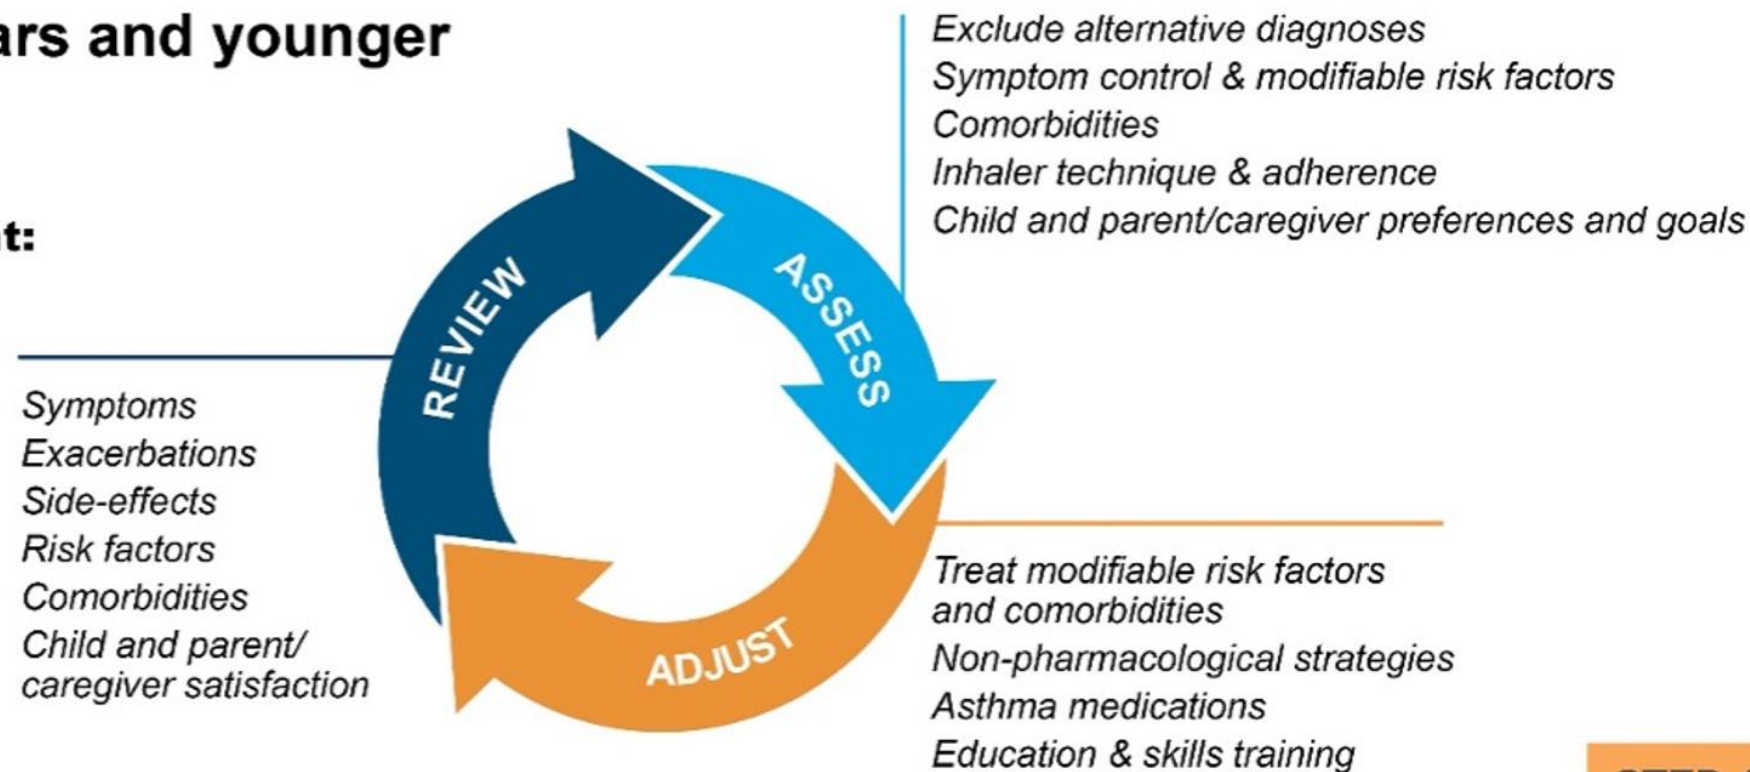 ars and younger
t:
REVIEW
Symptoms
Exacerbations
Side-effects
Risk factors
Comorbidities
Child and parent/
caregiver satisfaction
ASSESS
Exclude alternative diagnoses
Symptom control & modifiable risk factors
Comorbidities
Inhaler technique & adherence
Child and parent/caregiver preferences and goals
ADJUST
Treat modifiable risk factors
and comorbidities
Non-pharmacological strategies
Asthma medications
Education & skills training